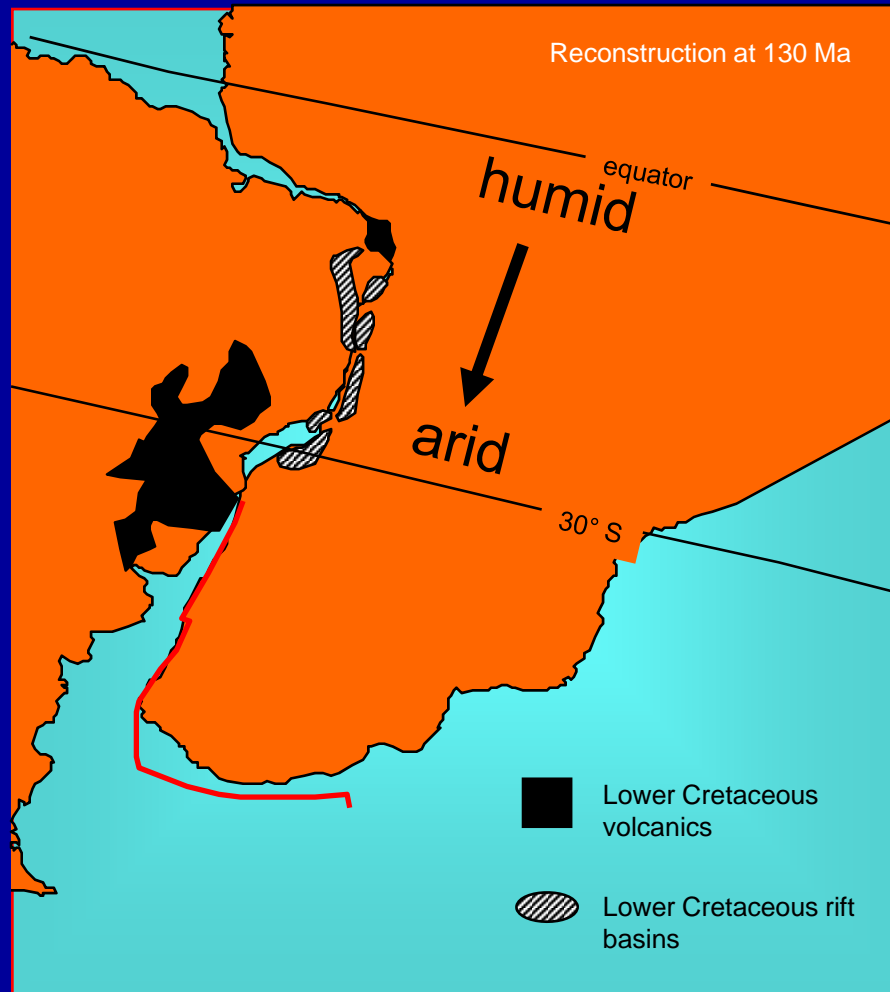 Reconstruction at 130 Ma
equator
humid
arid
30° S
Lower Cretaceous
volcanics
Lower Cretaceous rift
basins